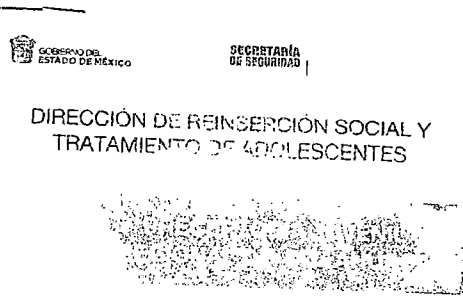 GOBIERNO DEL
ESTADO DE MÉXICO
SECRETARÍA
DE SEGURIDAD
DIRECCIÓN DE REINSERCIÓN SOCIAL Y
TRATAMIENTO DE ADOLESCENTES